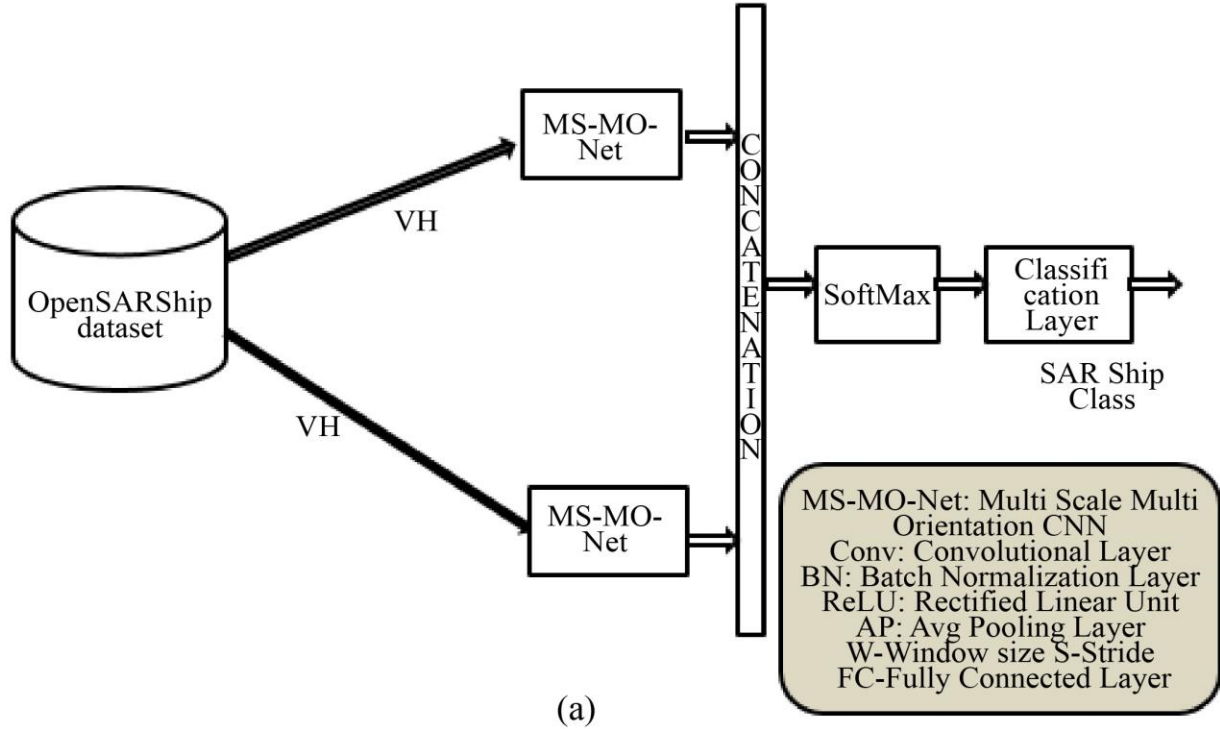 MS-MO-
Net
VH
OpenSARShip
dataset
VH
MS-MO-
Net
CONCATENATION
SoftMax
Classifi
cation
Layer
SAR Ship
Class
MS-MO-Net: Multi Scale Multi
Orientation CNN
Conv: Convolutional Layer
BN: Batch Normalization Layer
ReLU: Rectified Linear Unit
AP: Avg Pooling Layer
W-Window size S-Stride
FC-Fully Connected Layer
(a)